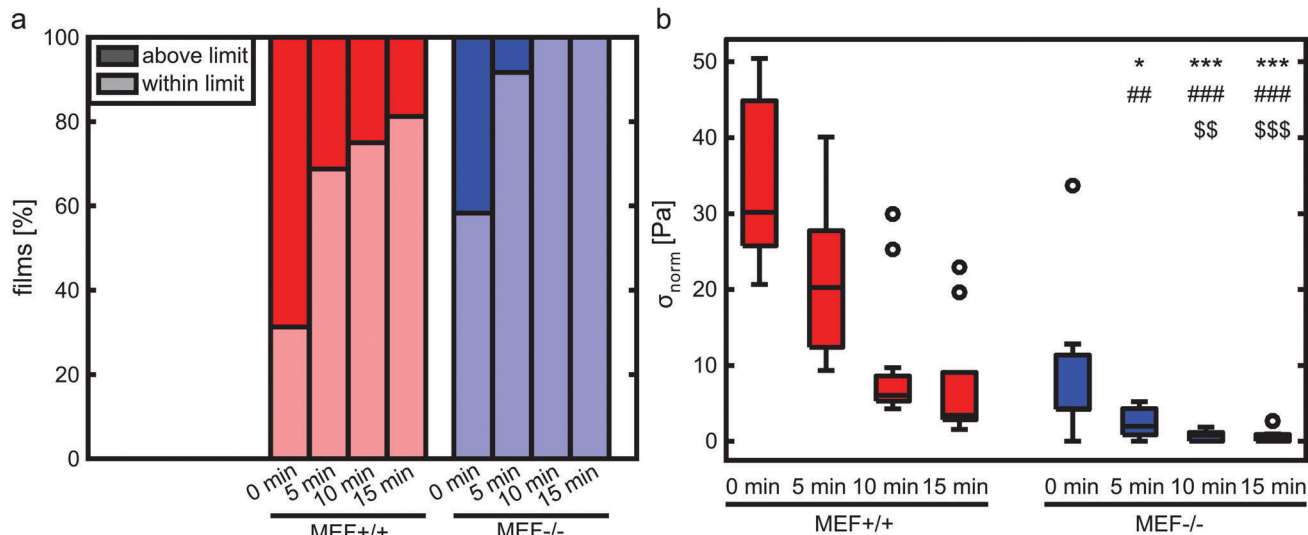 a
100
80
60
40
20
0
films [%]
above limit
within limit
0 min 5 min 10 min 15 min 0 min 5 min 10 min 15 min
MEF+/+ MEF-/-
b
50
40
30
20
10
0
σnorm [Pa]
* *** ***
## ### ###
$$ $$$
0 min 5 min 10 min 15 min 0 min 5 min 10 min 15 min
MEF+/+ MEF-/-